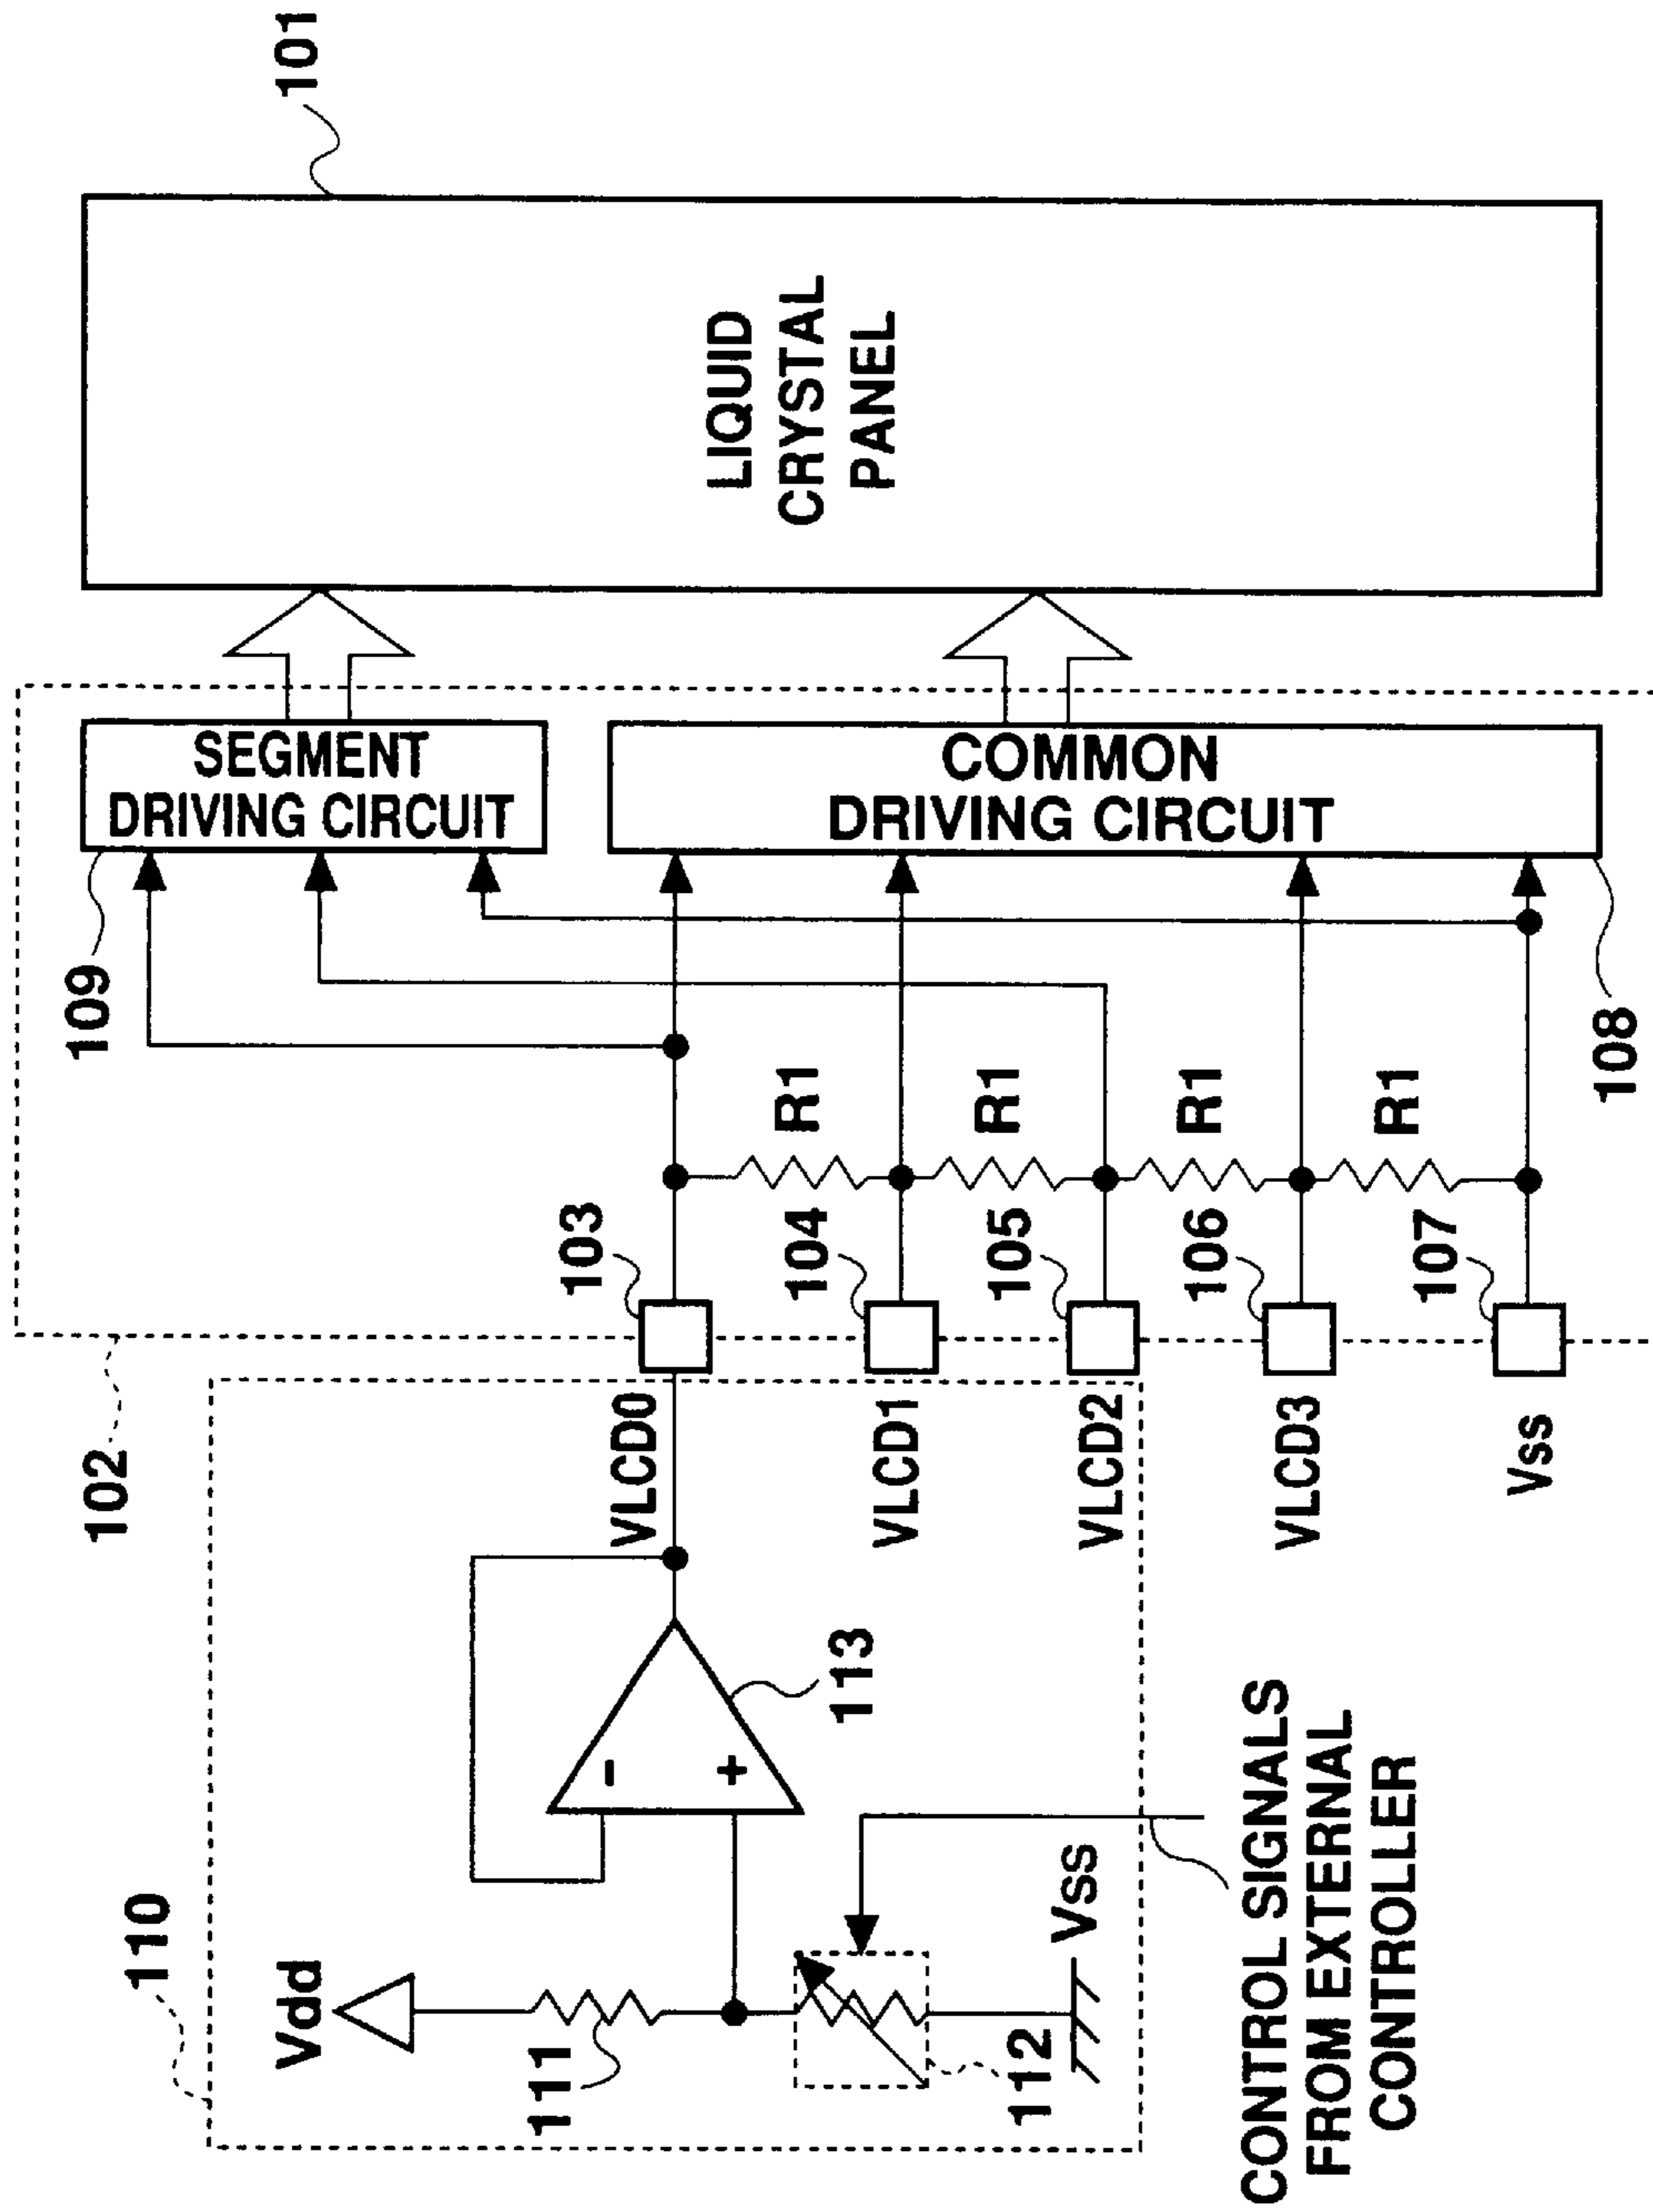 110
Vdd
111
112
Vss
CONTROL SIGNALS
FROM EXTERNAL
CONTROLLER
-
+
113
102
VLCD0
VLCD1
VLCD2
VLCD3
Vss
103
104
105
106
107
R1
R1
R1
R1
109
SEGMENT
DRIVING CIRCUIT
COMMON
DRIVING CIRCUIT
108
LIQUID
CRYSTAL
PANEL
101